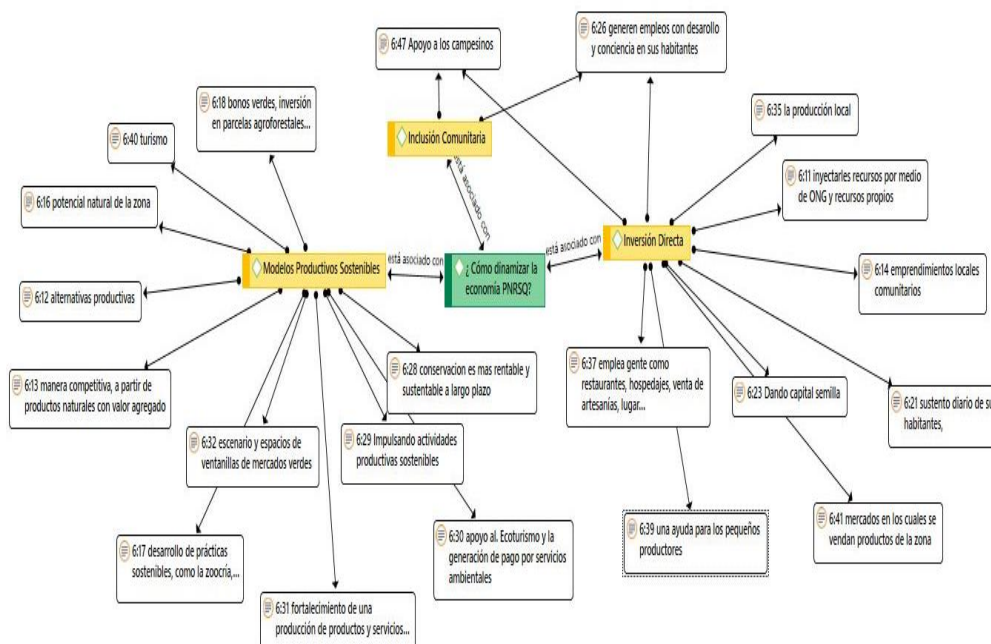 6:47 Apoyo a los campesinos
6:26 generen empleos con desarollo
y conciencia en sus habitantes
6:18 bonos verdes, inversión
en parcelas agroforestales...
6:35 la producción local
6:40 turismo
Inclusión Comunitaria
6:11 inyectarles recursos por medio
de ONG y recursos propios
6:16 potencial natural de la zona
está asociado con
Modelos Productivos Sostenibles
está asociado con
¿ Cómo dinamizar la
economía PNRSQ?
está asociado con
Inversión Directa
6:14 emprendimientos locales
comunitarios
6:12 alternativas productivas
6:13 manera competitiva, a partir de
productos naturales con valor agregado
6:28 conservacion es mas rentable y
sustentable a largo plazo
6:37 emplea gente como
restaurantes, hospedajes, venta de
artesanías, lugar...
6:23 Dando capital semilla
6:21 sustento diario de su
habitantes,
6:32 escenario y espacios de
ventanillas de mercados verdes
6:29 Impulsando actividades
productivas sostenibles
6:17 desarrollo de prácticas
sostenibles, como la zoocría,...
6:30 apoyo al. Ecoturismo y la
generación de pago por servicios
ambientales
6:39 una ayuda para los pequeños
productores
6:41 mercados en los cuales se
vendan productos de la zona
6:31 fortalecimiento de una
producción de productos y servicios...